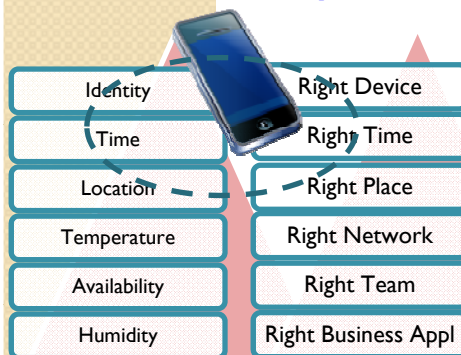 Identity
Time
Location
Temperature
Availability
Humidity
Right Device
Right Time
Right Place
Right Network
Right Team
Right Business Appl